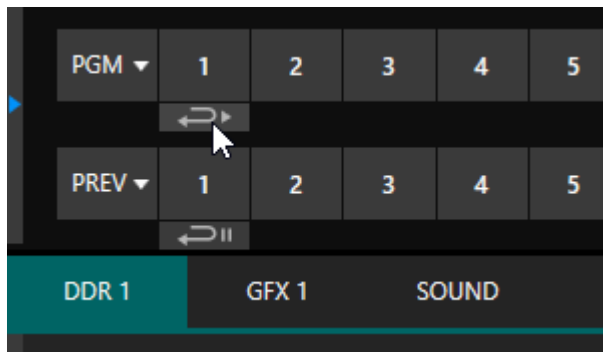 PGM 1 2 3 4 5
PREV 1 2 3 4 5
DDR 1 GFX 1 SOUND